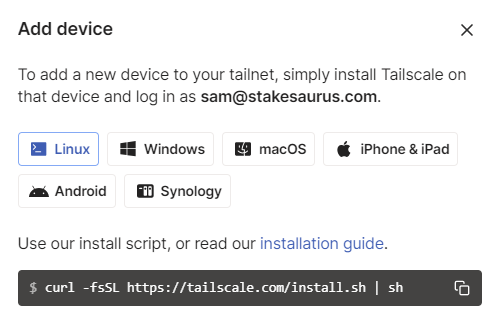 Add device
To add a new device to your tailnet, simply install Tailscale on
that device and log in as sam@stakesaurus.com.
Linux
Windows
macOS
iPhone & iPad
Android
Synology
Use our install script, or read our installation guide.
$ curl -fsSL https://tailscale.com/install.sh | sh